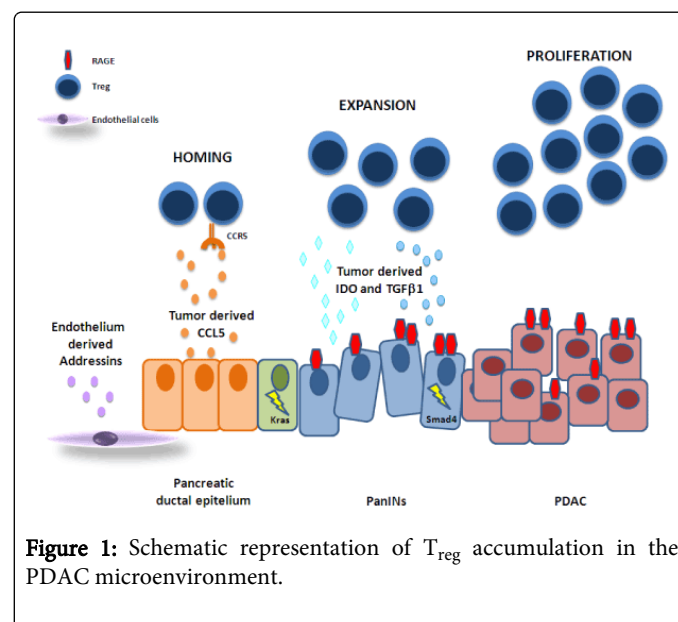 RAGE
Treg
Endothelial cells
HOMING
EXPANSION
PROLIFERATION
CCR5
Tumor derived
CCL5
Tumor derived
IDO and TGFβ1
Endothelium
derived
Addressins
Kras
Smad4
Pancreatic
ductal epitelium
PanINs
PDAC
Figure 1: Schematic representation of Treg accumulation in the
PDAC microenvironment.